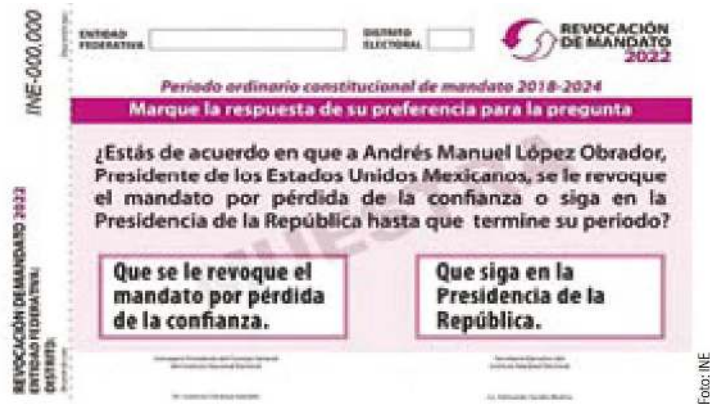 INE-000,000
ENTIDAD
FEDERATIVA
DISTRITO
ELECTORAL
REVOCACIÓN
DE MANDATO
2022
Periodo ordinario constitucional de mandato 2018-2024
Marque la respuesta de su preferencia para la pregunta
¿Estás de acuerdo en que a Andrés Manuel López Obrador,
Presidente de los Estados Unidos Mexicanos, se le revoque
el mandato por pérdida de la confianza o siga en la
Presidencia de la República hasta que termine su periodo?
Que se le revoque el
mandato por pérdida
de la confianza.
Que siga en la
Presidencia de la
República.
REVOCACIÓN DE MANDATO 2022
ENTIDAD FEDERATIVA:
DISTRITO:
Foto: INE